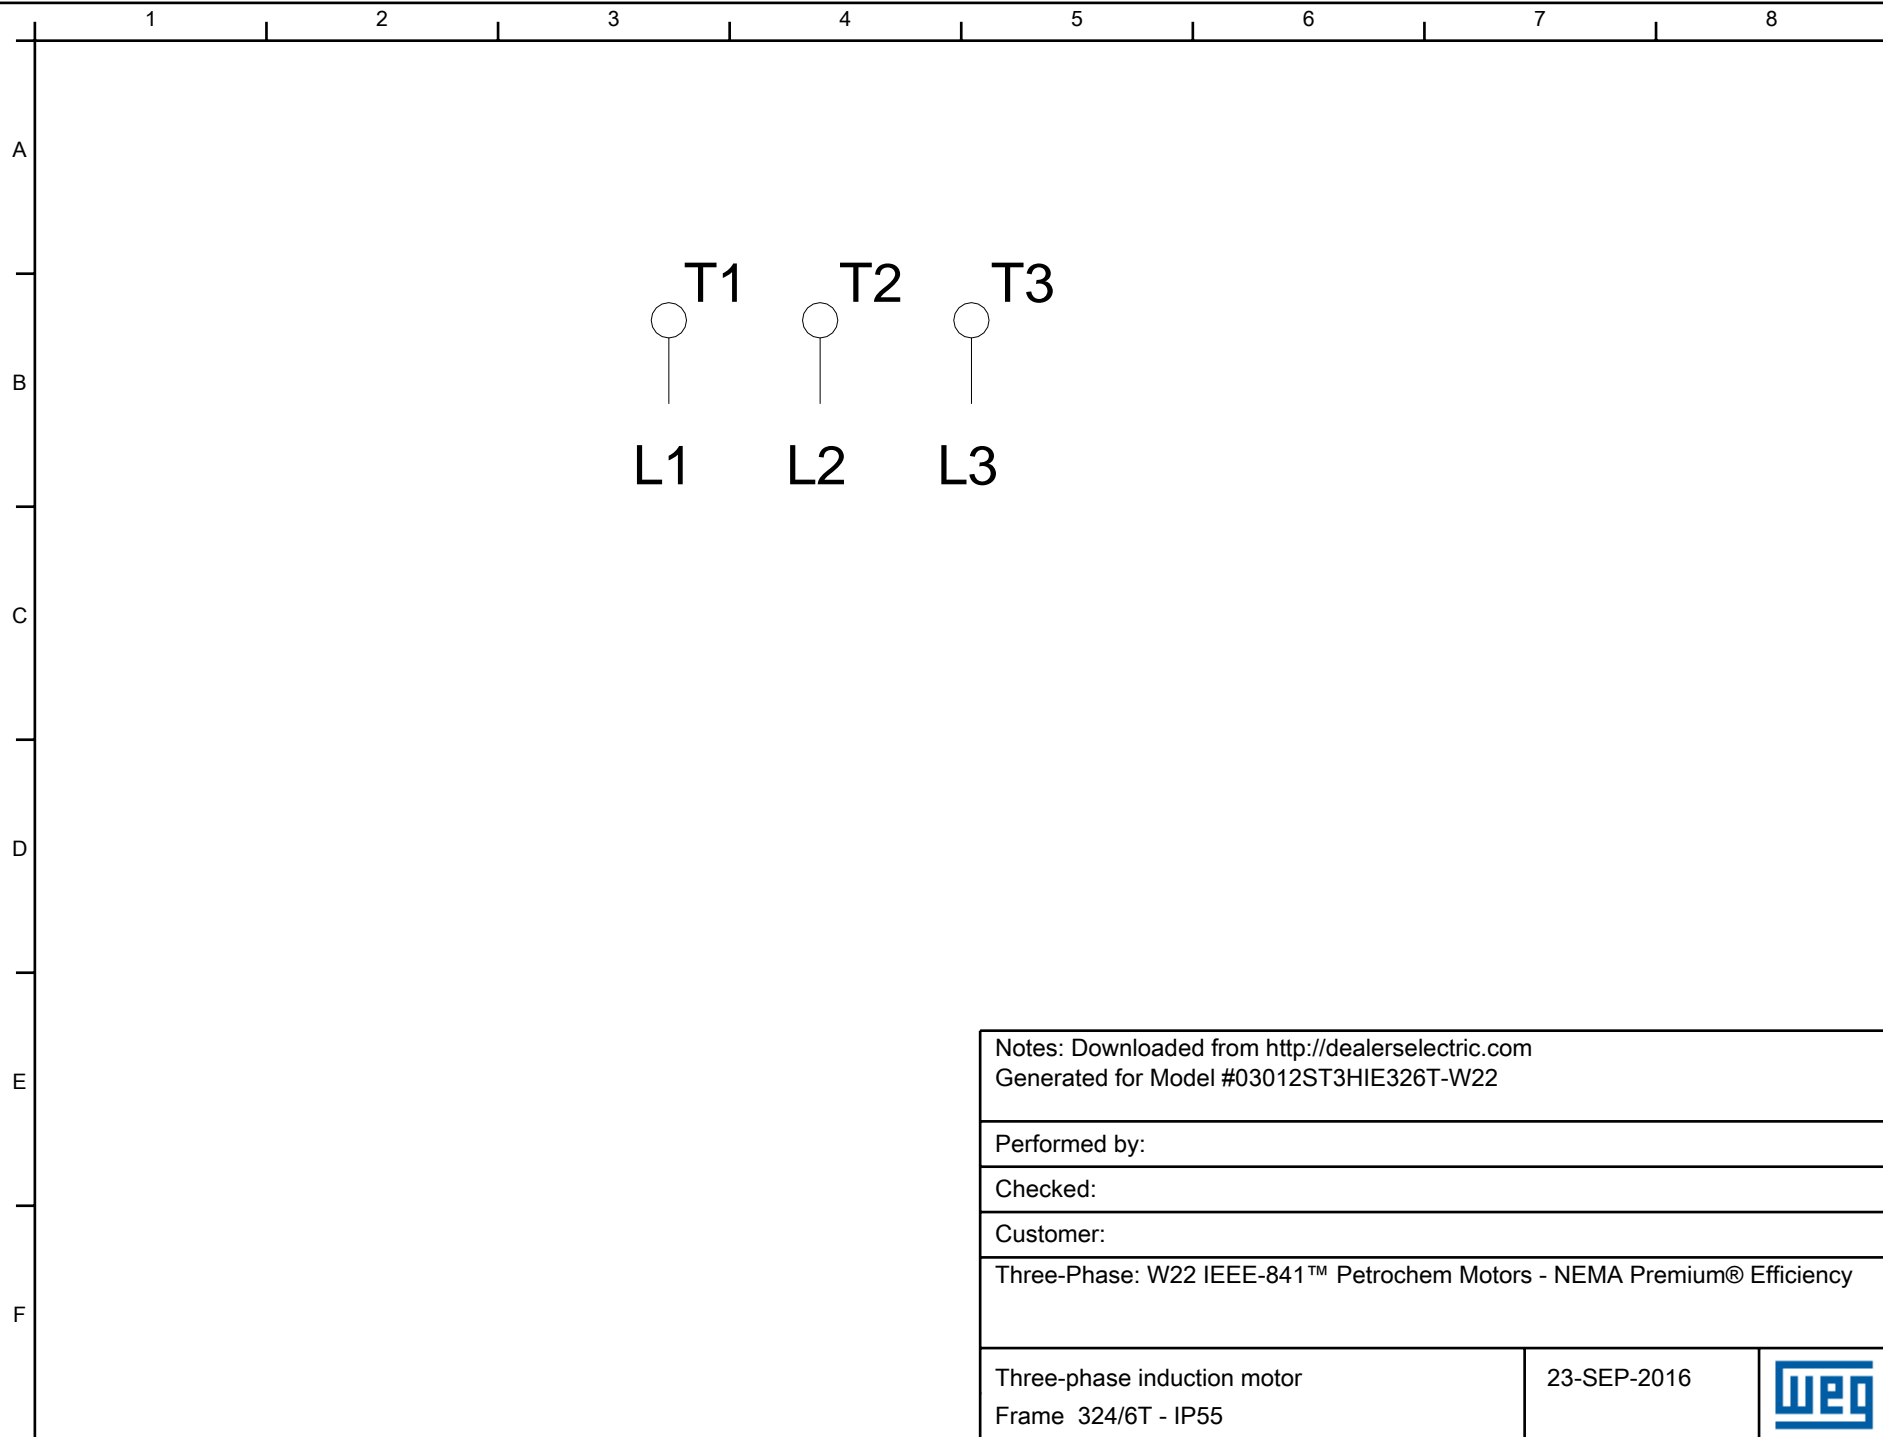 1 2 3 4 5 6 7 8
A
T1 T2 T3
B
L1 L2 L3
C
D
Notes: Downloaded from http://dealerselectric.com
E
Generated for Model #03012ST3HIE326T-W22
Performed by:
Checked:
Customer:
Three-Phase: W22 IEEE-841™ Petrochem Motors - NEMA Premium® Efficiency
F
Three-phase induction motor
23-SEP-2016
Frame 324/6T - IP55
weg